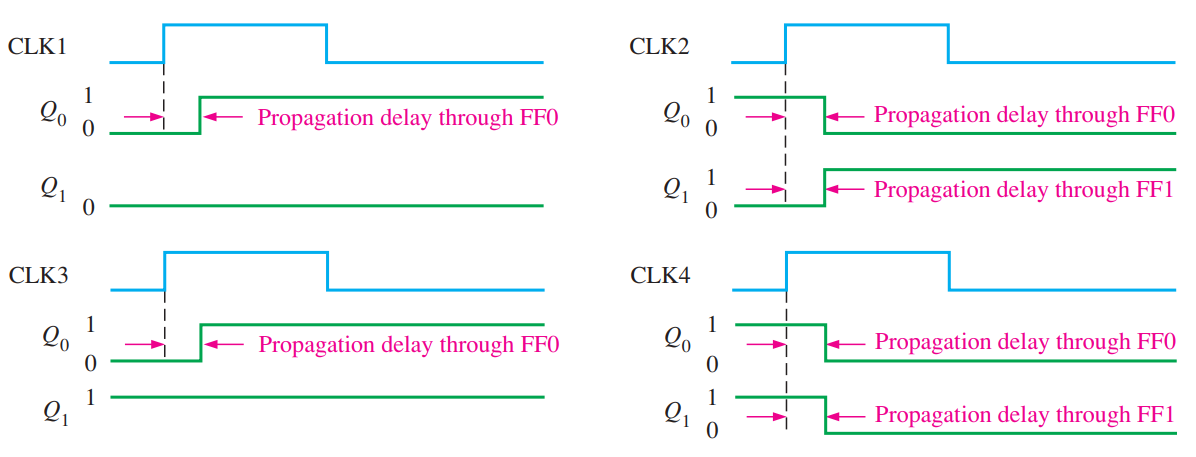 CLK1
1
Q0
0
Propagation delay through FF0
Q1
0
CLK2
1
Q0
0
Propagation delay through FF0
1
Q1
0
Propagation delay through FF1
CLK3
1
Q0
0
Propagation delay through FF0
1
Q1
CLK4
1
Q0
0
Propagation delay through FF0
1
Q1
0
Propagation delay through FF1